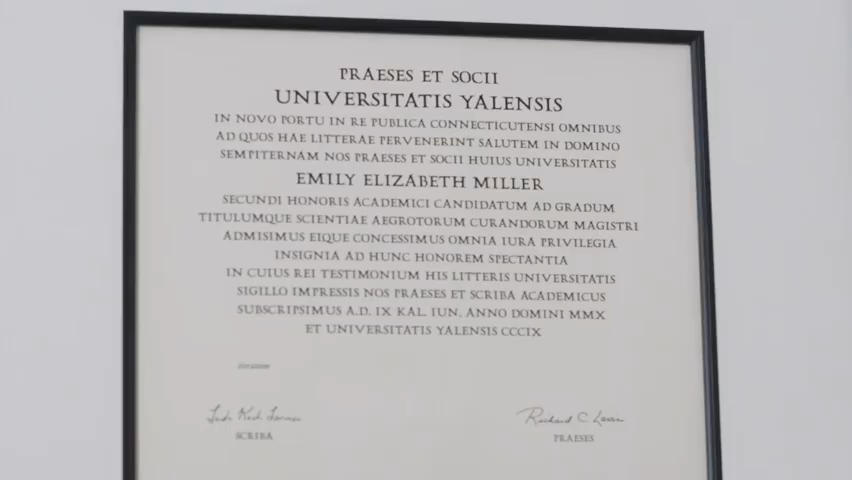 PRAESES ET SOCII
UNIVERSITATIS YALENSIS
IN NOVO PORTU IN RE PUBLICA CONNECTICUTENSI OMNIBUS
AD QUOS HAE LITTERAE PERVENERINT SALUTEM IN DOMINO
SEMPITERNAM NOS PRAESES ET SOCII HUIUS UNIVERSITATIS
EMILY ELIZABETH MILLER
SECUNDI HONORIS ACADEMICI CANDIDATUM AD GRADUM
TITULUMQUE SCIENTIAE AEGROTORUM CURANDORUM MAGISTRI
ADMISIMUS EIQUE CONCESSIMUS OMNIA IURA PRIVILEGIA
INSIGNIA AD HUNC HONOREM SPECTANTIA
IN CUIUS REI TESTIMONIUM HIS LITTERIS UNIVERSITATIS
SIGILLO IMPRESSIS NOS PRAESES ET SCRIBA ACADEMICUS
SUBSCRIPSIMUS A.D. IX KAL. IUN. ANNO DOMINI MMX
ET UNIVERSITATIS YALENSIS CCCIX
Richard C. Levin
SCRIBA PRAESES